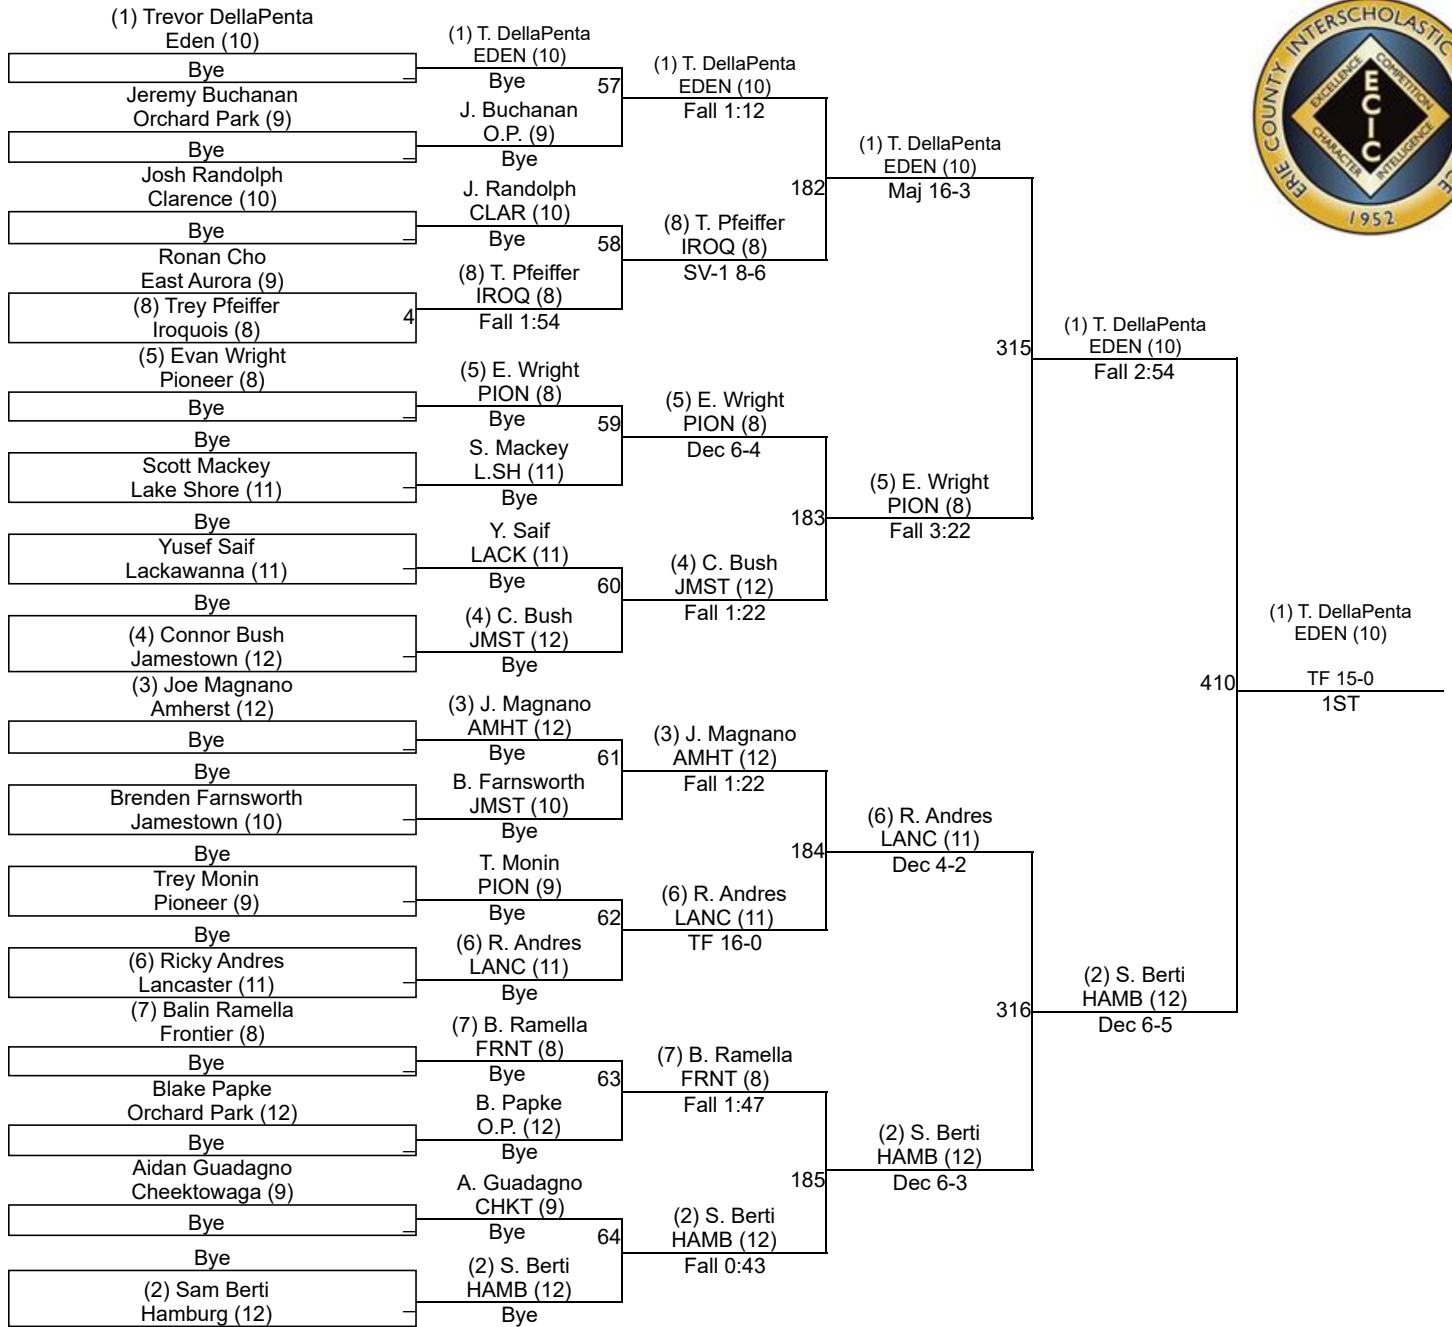 (1) Trevor DellaPenta
Eden (10)
Bye
_
Jeremy Buchanan
Orchard Park (9)
Bye
_
Josh Randolph
Clarence (10)
Bye
_
Ronan Cho
East Aurora (9)
(8) Trey Pfeiffer
Iroquois (8)
4
(5) Evan Wright
Pioneer (8)
Bye
_
Bye
Scott Mackey
Lake Shore (11)
_
Bye
Yusef Saif
Lackawanna (11)
_
Bye
(4) Connor Bush
Jamestown (12)
_
(3) Joe Magnano
Amherst (12)
Bye
_
Bye
Brenden Farnsworth
Jamestown (10)
_
Bye
Trey Monin
Pioneer (9)
_
Bye
(6) Ricky Andres
Lancaster (11)
_
(7) Balin Ramella
Frontier (8)
Bye
_
Blake Papke
Orchard Park (12)
Bye
_
Aidan Guadagno
Cheektowaga (9)
Bye
_
Bye
(2) Sam Berti
Hamburg (12)
_
(1) T. DellaPenta
EDEN (10)
Bye
57
J. Buchanan
O.P. (9)
Bye
J. Randolph
CLAR (10)
Bye
58
(8) T. Pfeiffer
IROQ (8)
Fall 1:54
(5) E. Wright
PION (8)
Bye
59
S. Mackey
L.SH (11)
Bye
Y. Saif
LACK (11)
Bye
60
(4) C. Bush
JMST (12)
Bye
(3) J. Magnano
AMHT (12)
Bye
61
B. Farnsworth
JMST (10)
Bye
T. Monin
PION (9)
Bye
62
(6) R. Andres
LANC (11)
Bye
(7) B. Ramella
FRNT (8)
Bye
63
B. Papke
O.P. (12)
Bye
A. Guadagno
CHKT (9)
Bye
64
(2) S. Berti
HAMB (12)
Bye
(1) T. DellaPenta
EDEN (10)
Fall 1:12
182
(8) T. Pfeiffer
IROQ (8)
SV-1 8-6
(5) E. Wright
PION (8)
Dec 6-4
183
(4) C. Bush
JMST (12)
Fall 1:22
(3) J. Magnano
AMHT (12)
Fall 1:22
184
(6) R. Andres
LANC (11)
TF 16-0
(7) B. Ramella
FRNT (8)
Fall 1:47
185
(2) S. Berti
HAMB (12)
Fall 0:43
(1) T. DellaPenta
EDEN (10)
Maj 16-3
315
(5) E. Wright
PION (8)
Fall 3:22
(6) R. Andres
LANC (11)
Dec 4-2
316
(2) S. Berti
HAMB (12)
Dec 6-3
(1) T. DellaPenta
EDEN (10)
Fall 2:54
410
(2) S. Berti
HAMB (12)
Dec 6-5
(1) T. DellaPenta
EDEN (10)
TF 15-0
1ST
ERIE COUNTY INTERSCHOLASTIC
EXCELLENCE
COMPETITION
ECIC
CHARACTER
INTELLIGENCE
1952